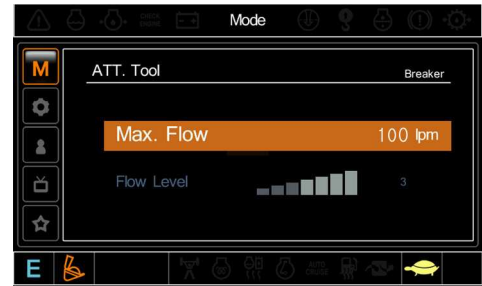 CHECK ENGINE Mode
M
ATT. Tool Breaker
Max. Flow 100 lpm
Flow Level 3
E AUTO CRUISE